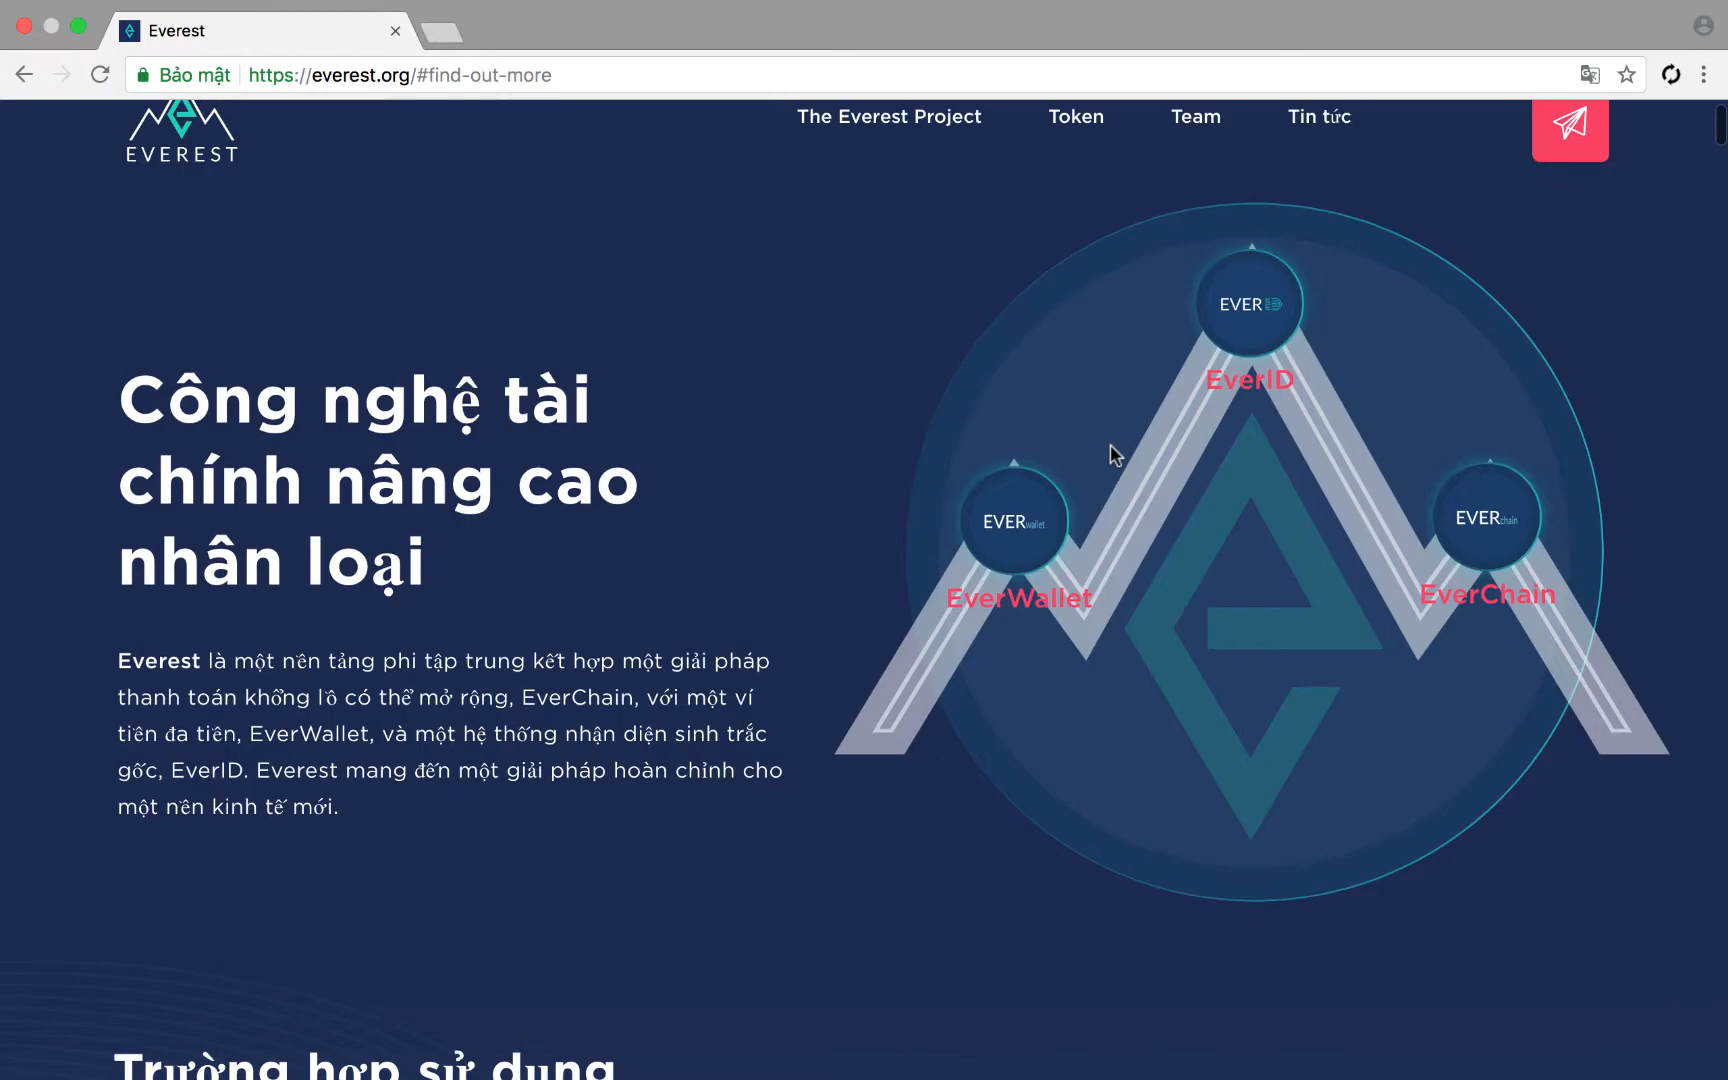 Everest
Bảo mật
https://everest.org/#find-out-more
EVEREST
The Everest Project
Token
Team
Tin tức
EVER ID
EverID
EVERwallet
EverWallet
EVERchain
EverChain
Công nghệ tài
chính nâng cao
nhân loại
Everest là một nền tảng phi tập trung kết hợp một giải pháp
thanh toán khổng lồ có thể mở rộng, EverChain, với một ví
tiền đa tiền, EverWallet, và một hệ thống nhận diện sinh trắc
gốc, EverID. Everest mang đến một giải pháp hoàn chỉnh cho
một nền kinh tế mới.
Trường hợp sử dụng